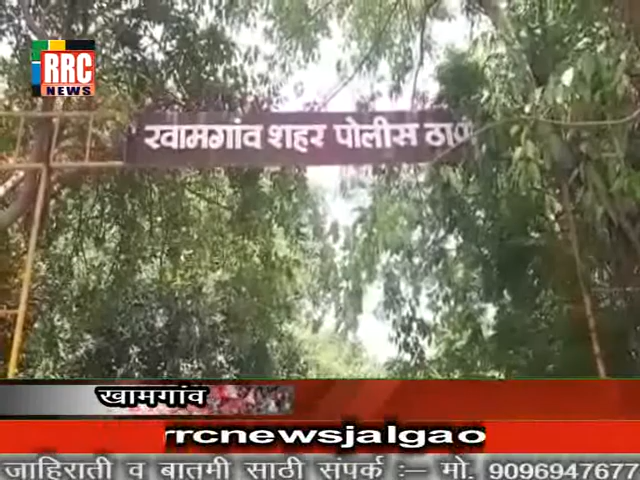 RRC
NEWS
खामगांव शहर पोलीस
खामगांव
rrcnewsjalgao
जाहिराती व बातमी साठी संपर्क :– मो. 9096947677